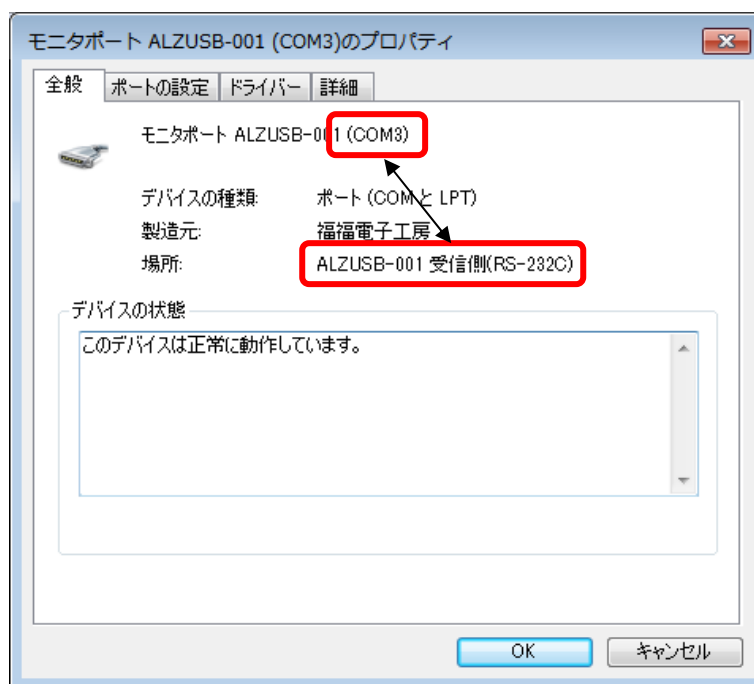 モニタポート ALZUSB-001 (COM3)のプロパティ
全般 ポートの設定 ドライバー 詳細
モニタポート ALZUSB-001 (COM3)
デバイスの種類: ポート (COM と LPT)
製造元: 福福電子工房
場所: ALZUSB-001 受信側(RS-232C)
デバイスの状態
このデバイスは正常に動作しています。
OK キャンセル